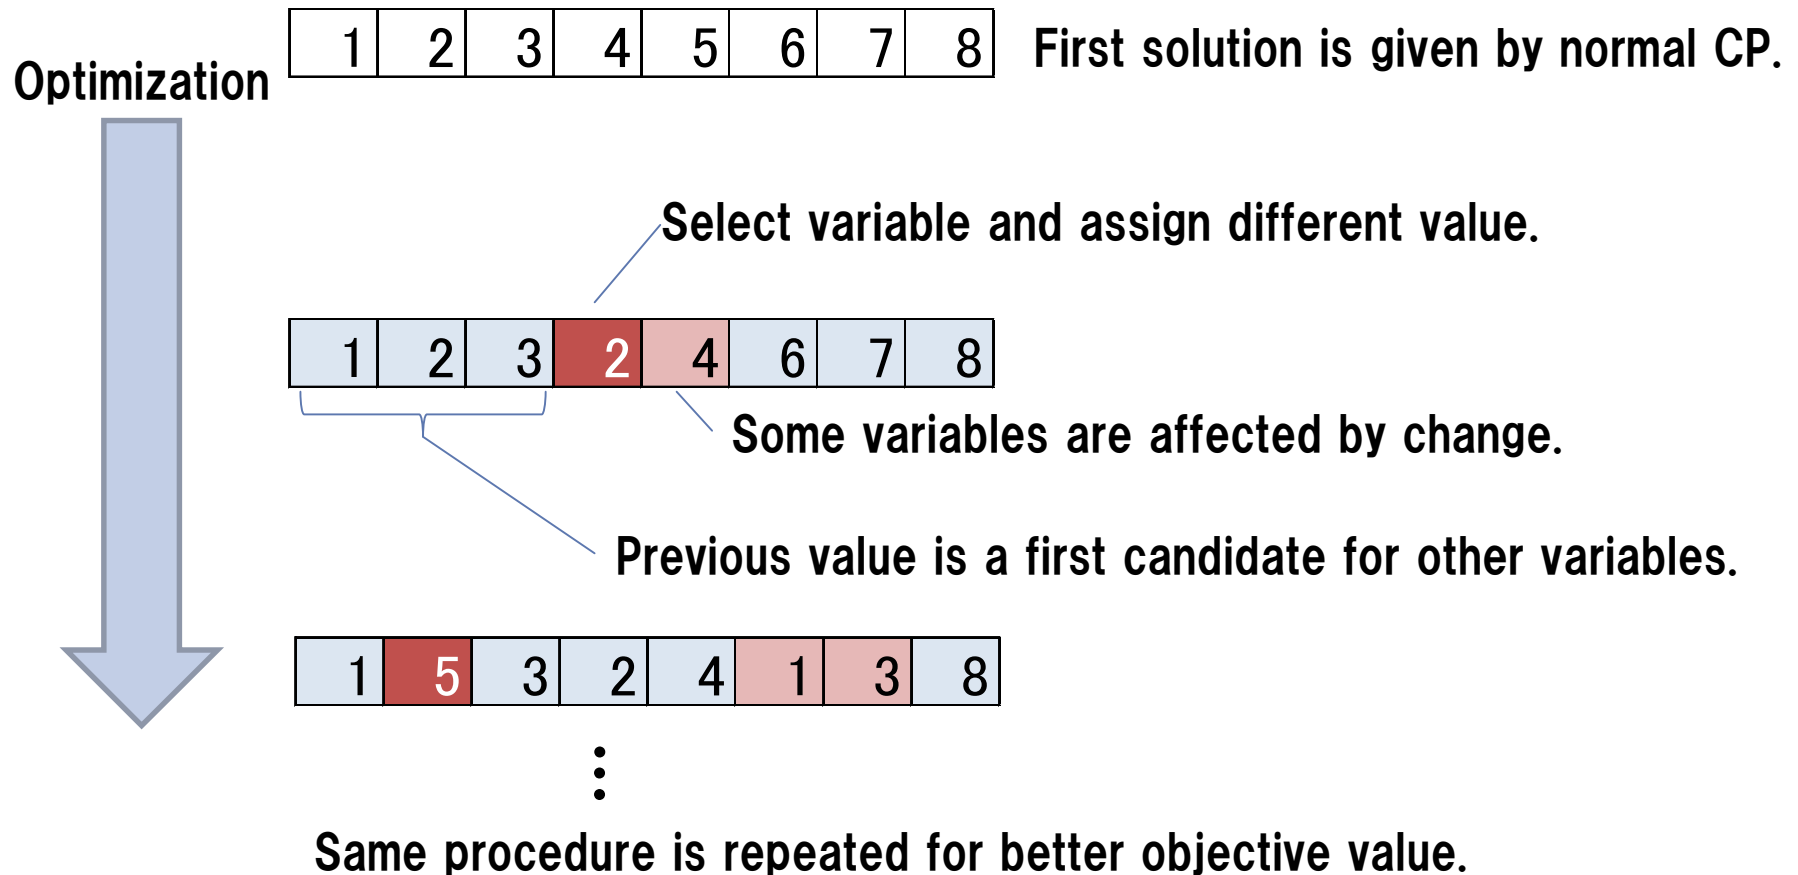 1 2 3 4 5 6 7 8 First solution is given by normal CP.
Optimization
Select variable and assign different value.
1 2 3 2 4 6 7 8
Some variables are affected by change.
Previous value is a first candidate for other variables.
1 5 3 2 4 1 3 8
Same procedure is repeated for better objective value.